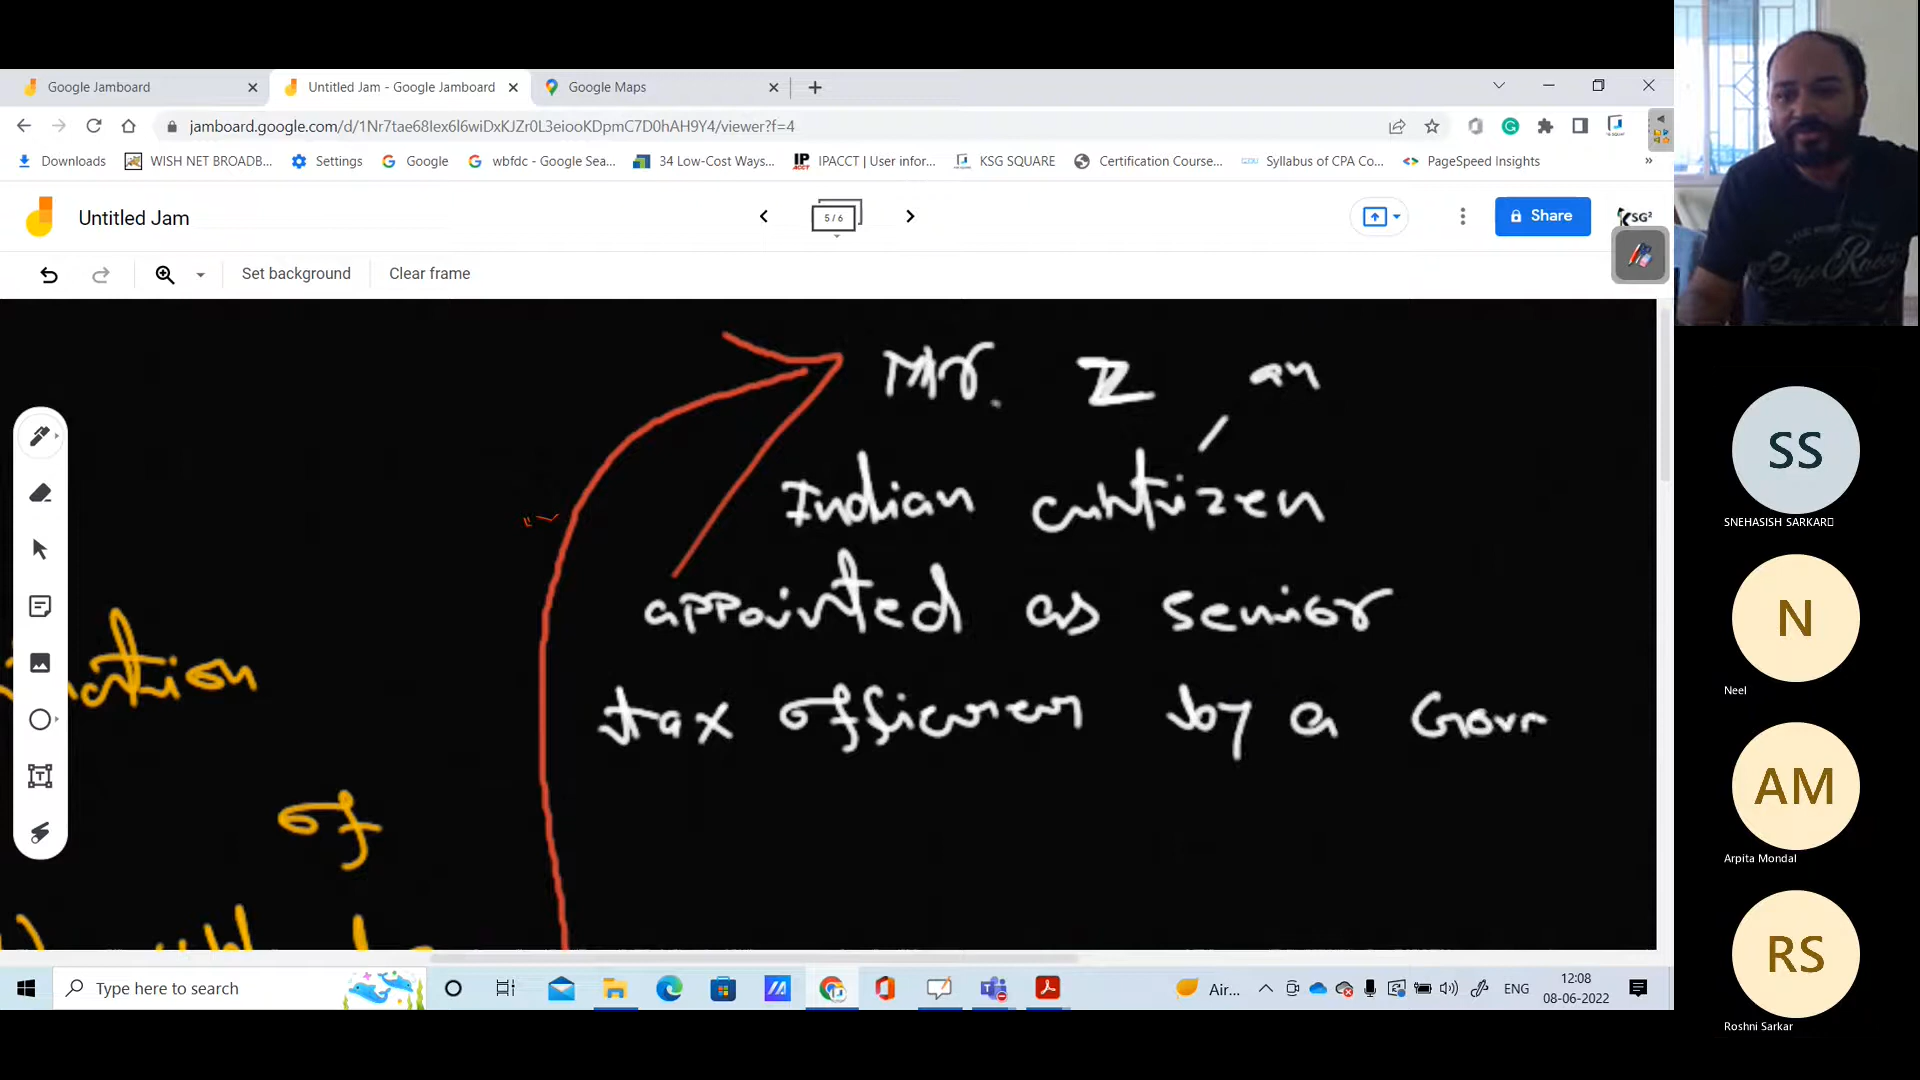 Google Jamboard
Untitled Jam - Google Jamboard
Google Maps
jamboard.google.com/d/1Nr7tae68Iex6l6wiDxKJZr0L3eiooKDpmC7D0hAH9Y4/viewer?f=4
Downloads WISH NET BROADB... Settings Google wbfdc - Google Sea... 34 Low-Cost Ways... IPACCT | User infor... KSG SQUARE Certification Course... Syllabus of CPA Co... PageSpeed Insights »
Untitled Jam
5 / 6
Share
KSG²
Set background Clear frame
Mr. Z an
Indian
appointed as senior
tax by a Govr
of
SS
SNEHASISH SARKAR
N
Neel
AM
Arpita Mondal
RS
Roshni Sarkar
Type here to search
Air...
ENG
12:08
08-06-2022